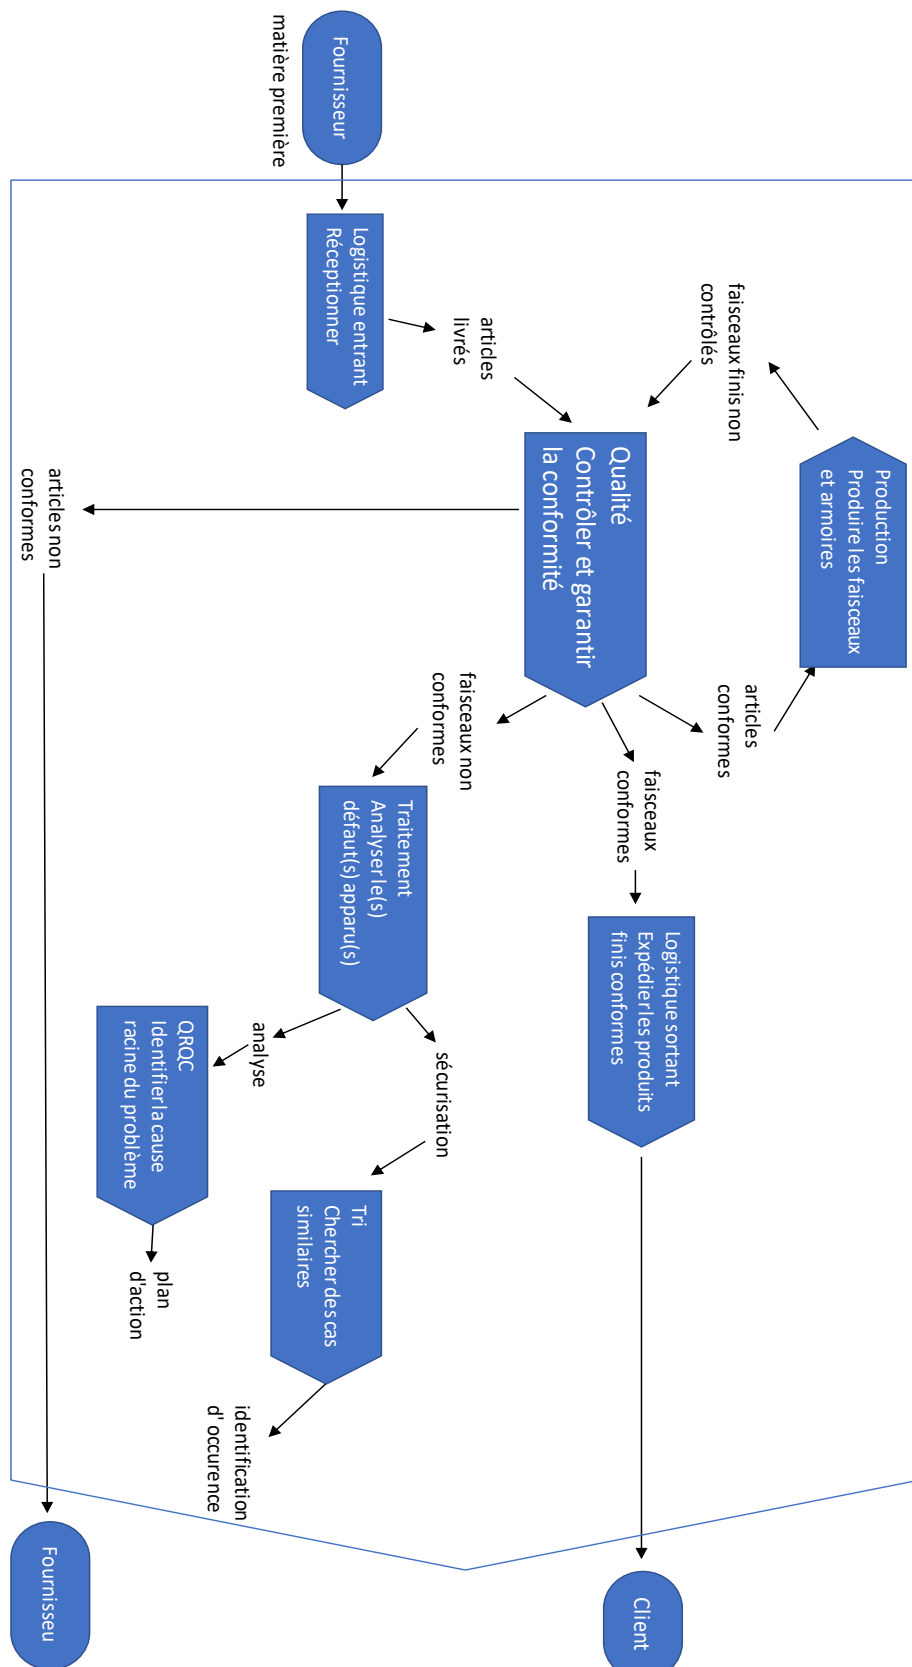 Fournisseur
matière première
Logistique entrant
Réceptionner
articles
livrés
faisceaux finis non
contrôlés
Production
Produire les faisceaux
et armoires
Qualité
Contrôler et garantir
la conformité
articles non
conformes
faisceaux non
conformes
articles
conformes
faisceaux
conformes
Traitement
Analyser le(s)
défaut(s) apparu(s)
Logistique sortant
Expédier les produits
finis conformes
analyse
sécurisation
QRQC
Identifier la cause
racine du problème
Tri
Chercher des cas
similaires
plan
d'action
identification
d' occurence
Fournisseu
Client